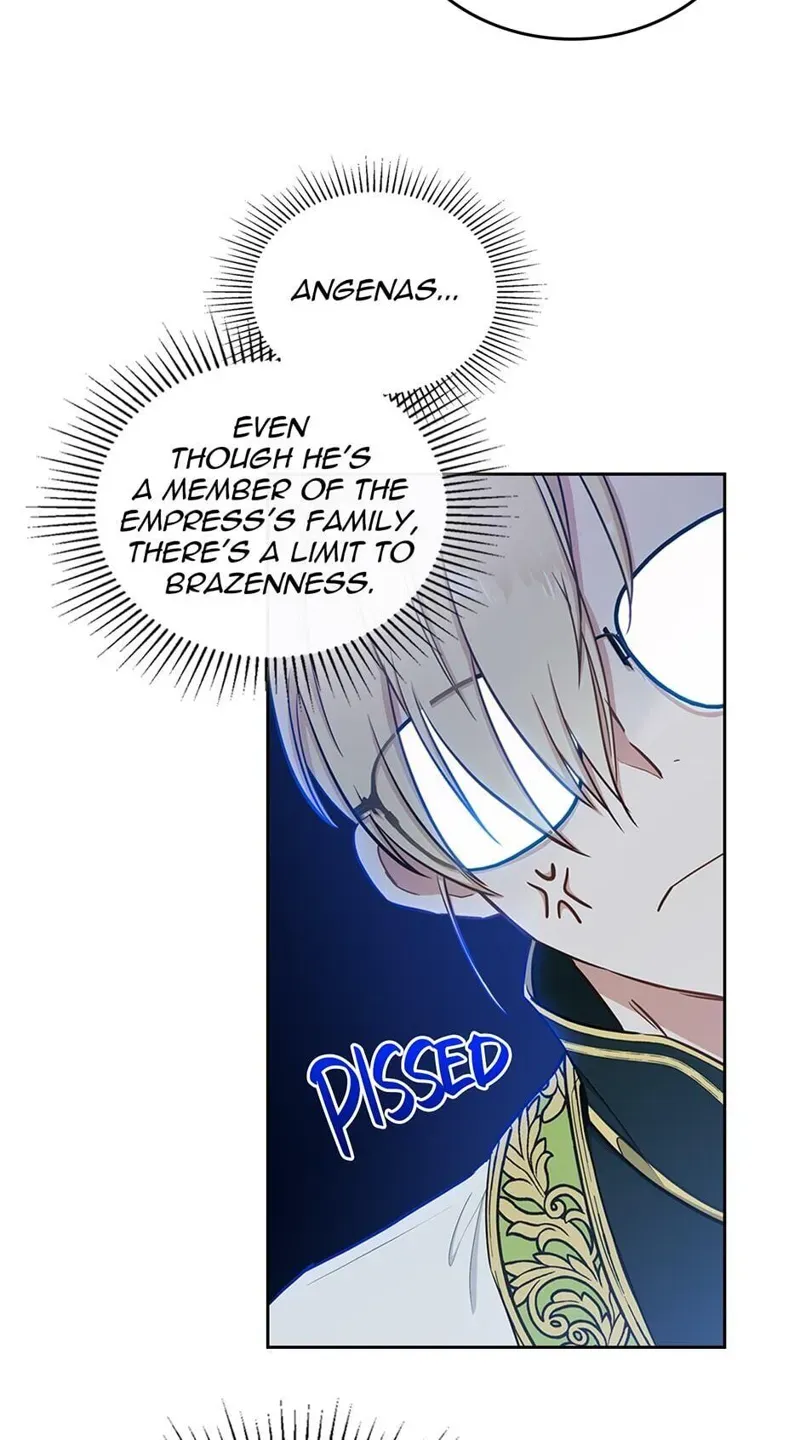 ANGENAS...
EVEN
THOUGH HE'S
A MEMBER OF THE
EMPRESS'S FAMILY,
THERE'S A LIMIT TO
BRAZENNESS.
PISSED